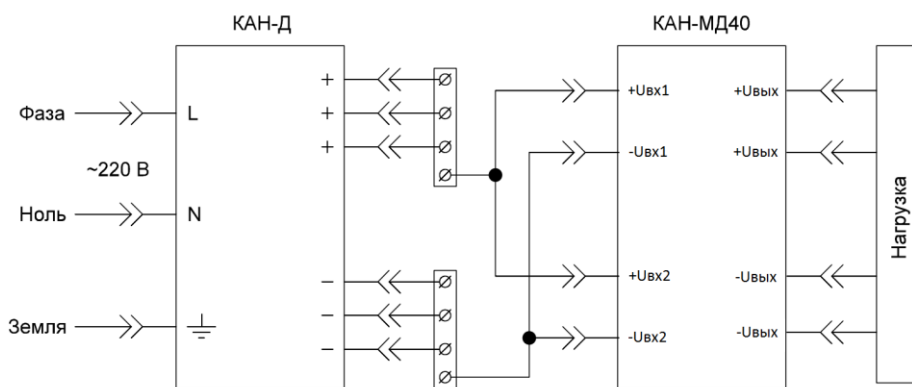 КАН-Д
КАН-МД40
+
+
+
Фаза
L
~220 В
Ноль
N
Земля
−
−
−
+Uвх1
-Uвх1
+Uвх2
-Uвх2
+Uвых
+Uвых
-Uвых
-Uвых
Нагрузка